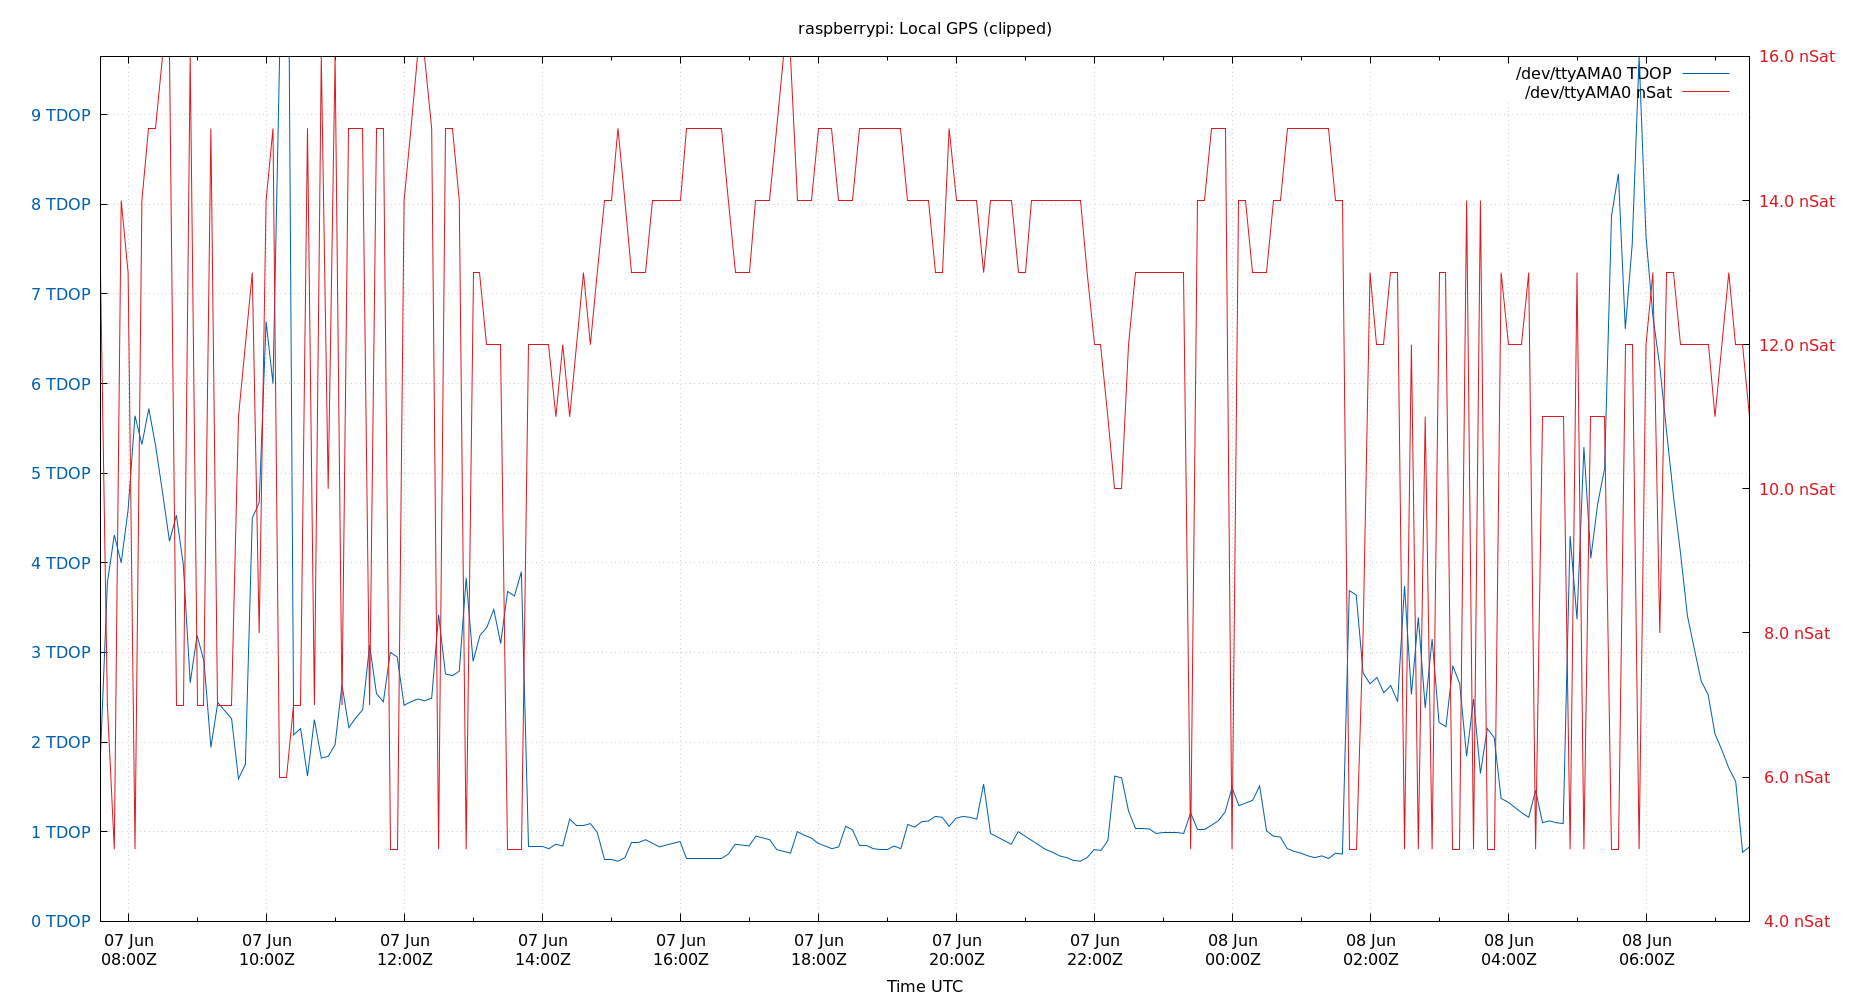 raspberrypi: Local GPS (clipped)
16.0 nSat
/dev/ttyAMA0 TDOP
/dev/ttyAMA0 nSat
9 TDOP
8 TDOP
14.0 nSat
7 TDOP
12.0 nSat
6 TDOP
5 TDOP
10.0 nSat
4 TDOP
8.0 nSat
3 TDOP
2 TDOP
6.0 nSat
1 TDOP
0 TDOP
4.0 nSat
07 Jun 07 Jun 07 Jun 07 Jun 07 Jun 07 Jun 07 Jun 07 Jun 08 Jun 08 Jun 08 Jun 08 Jun
08:00Z 10:00Z 12:00Z 14:00Z 16:00Z 18:00Z 20:00Z 22:00Z 00:00Z 02:00Z 04:00Z 06:00Z
Time UTC